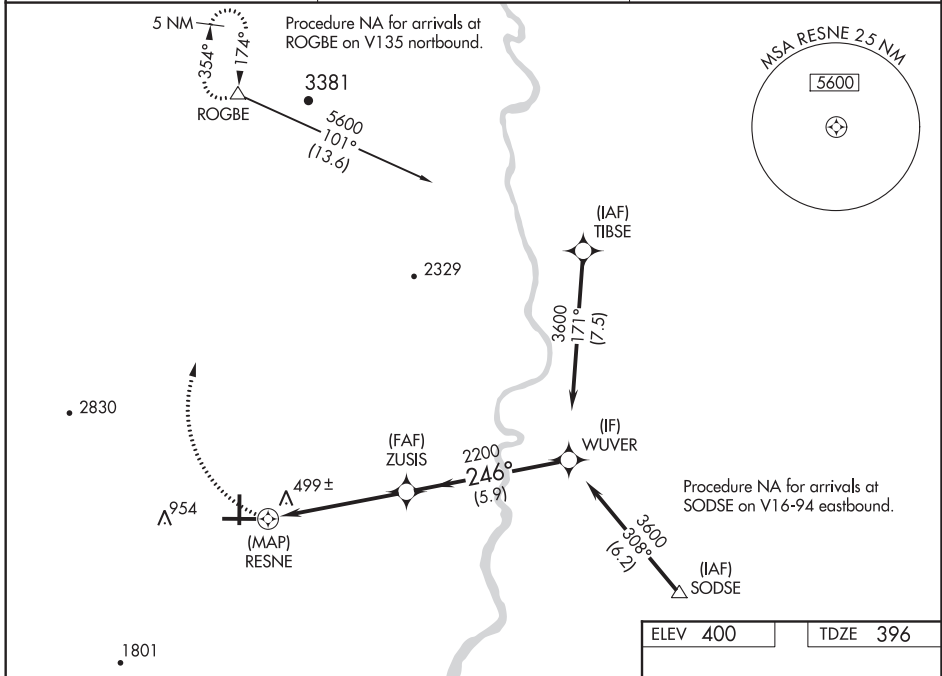 5 NM
354°
174°
ROGBE
Procedure NA for arrivals at
ROGBE on V135 northbound.
3381
5600
101°
(13.6)
MSA RESNE 25 NM
5600
(IAF)
TIBSE
2329
3600
171°
(7.5)
2830
(FAF)
ZUSIS
2200
246°
(5.9)
(IF)
WUVER
499±
954
(MAP)
RESNE
Procedure NA for arrivals at
SODSE on V16-94 eastbound.
3600
308°
(6.2)
(IAF)
SODSE
1801
ELEV 400
TDZE 396